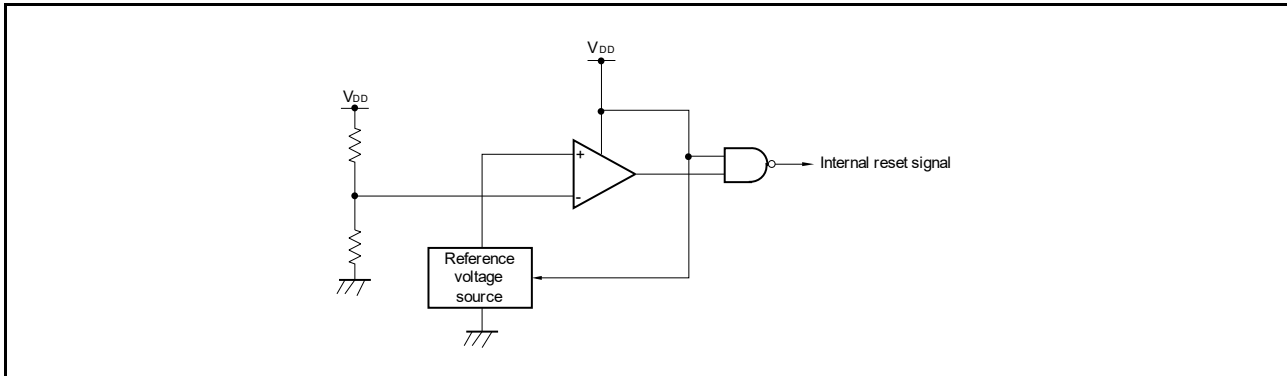 VDD
VDD
+
-
Internal reset signal
Reference
voltage
source